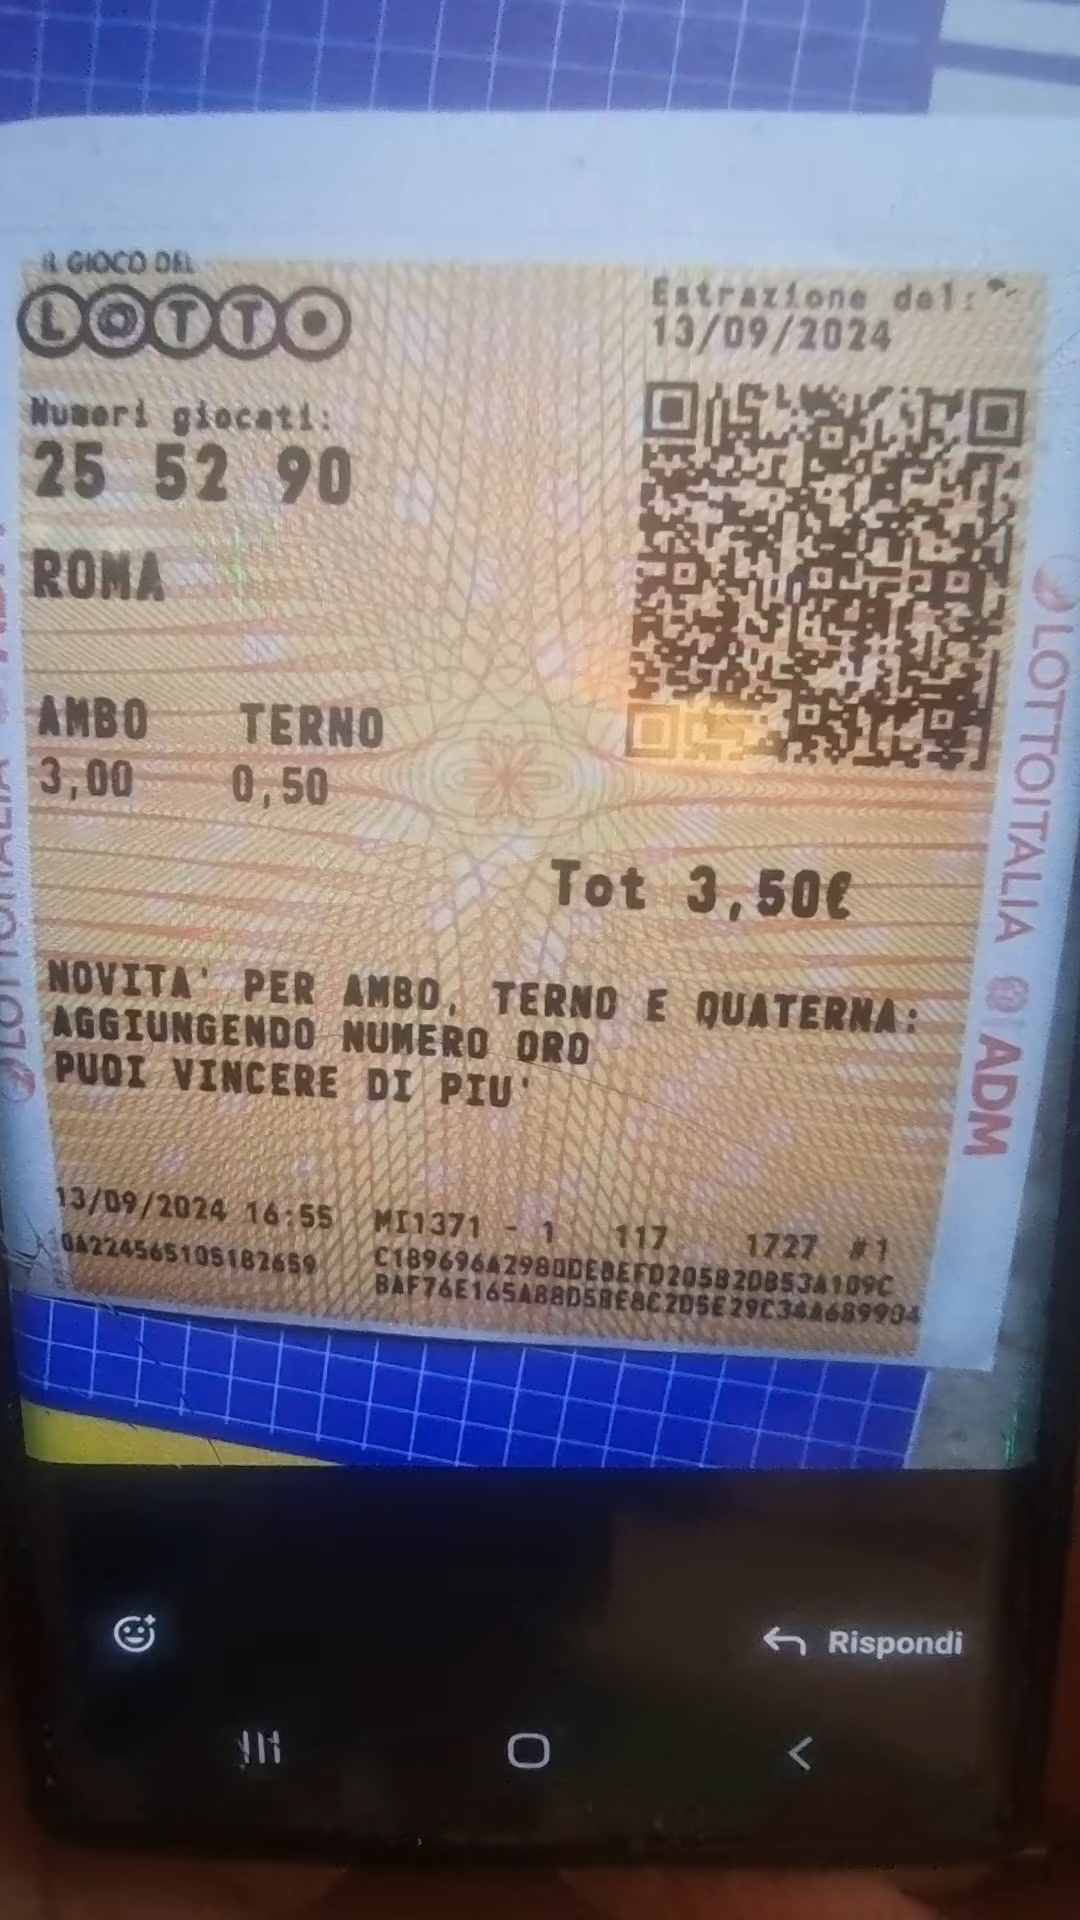 IL GIOCO DEL
LOTTO
Estrazione del:
13/09/2024
Numeri giocati:
25 52 90
ROMA
AMBO TERNO
3,00 0,50
Tot 3,50€
NOVITA' PER AMBO, TERNO E QUATERNA:
AGGIUNGENDO NUMERO ORO
PUOI VINCERE DI PIU'
13/09/2024 16:55 MI1371 - 1 117 1727 #1
0A224565105182659
LOTTOITALIA ADM
LOTTOITALIA
Rispondi